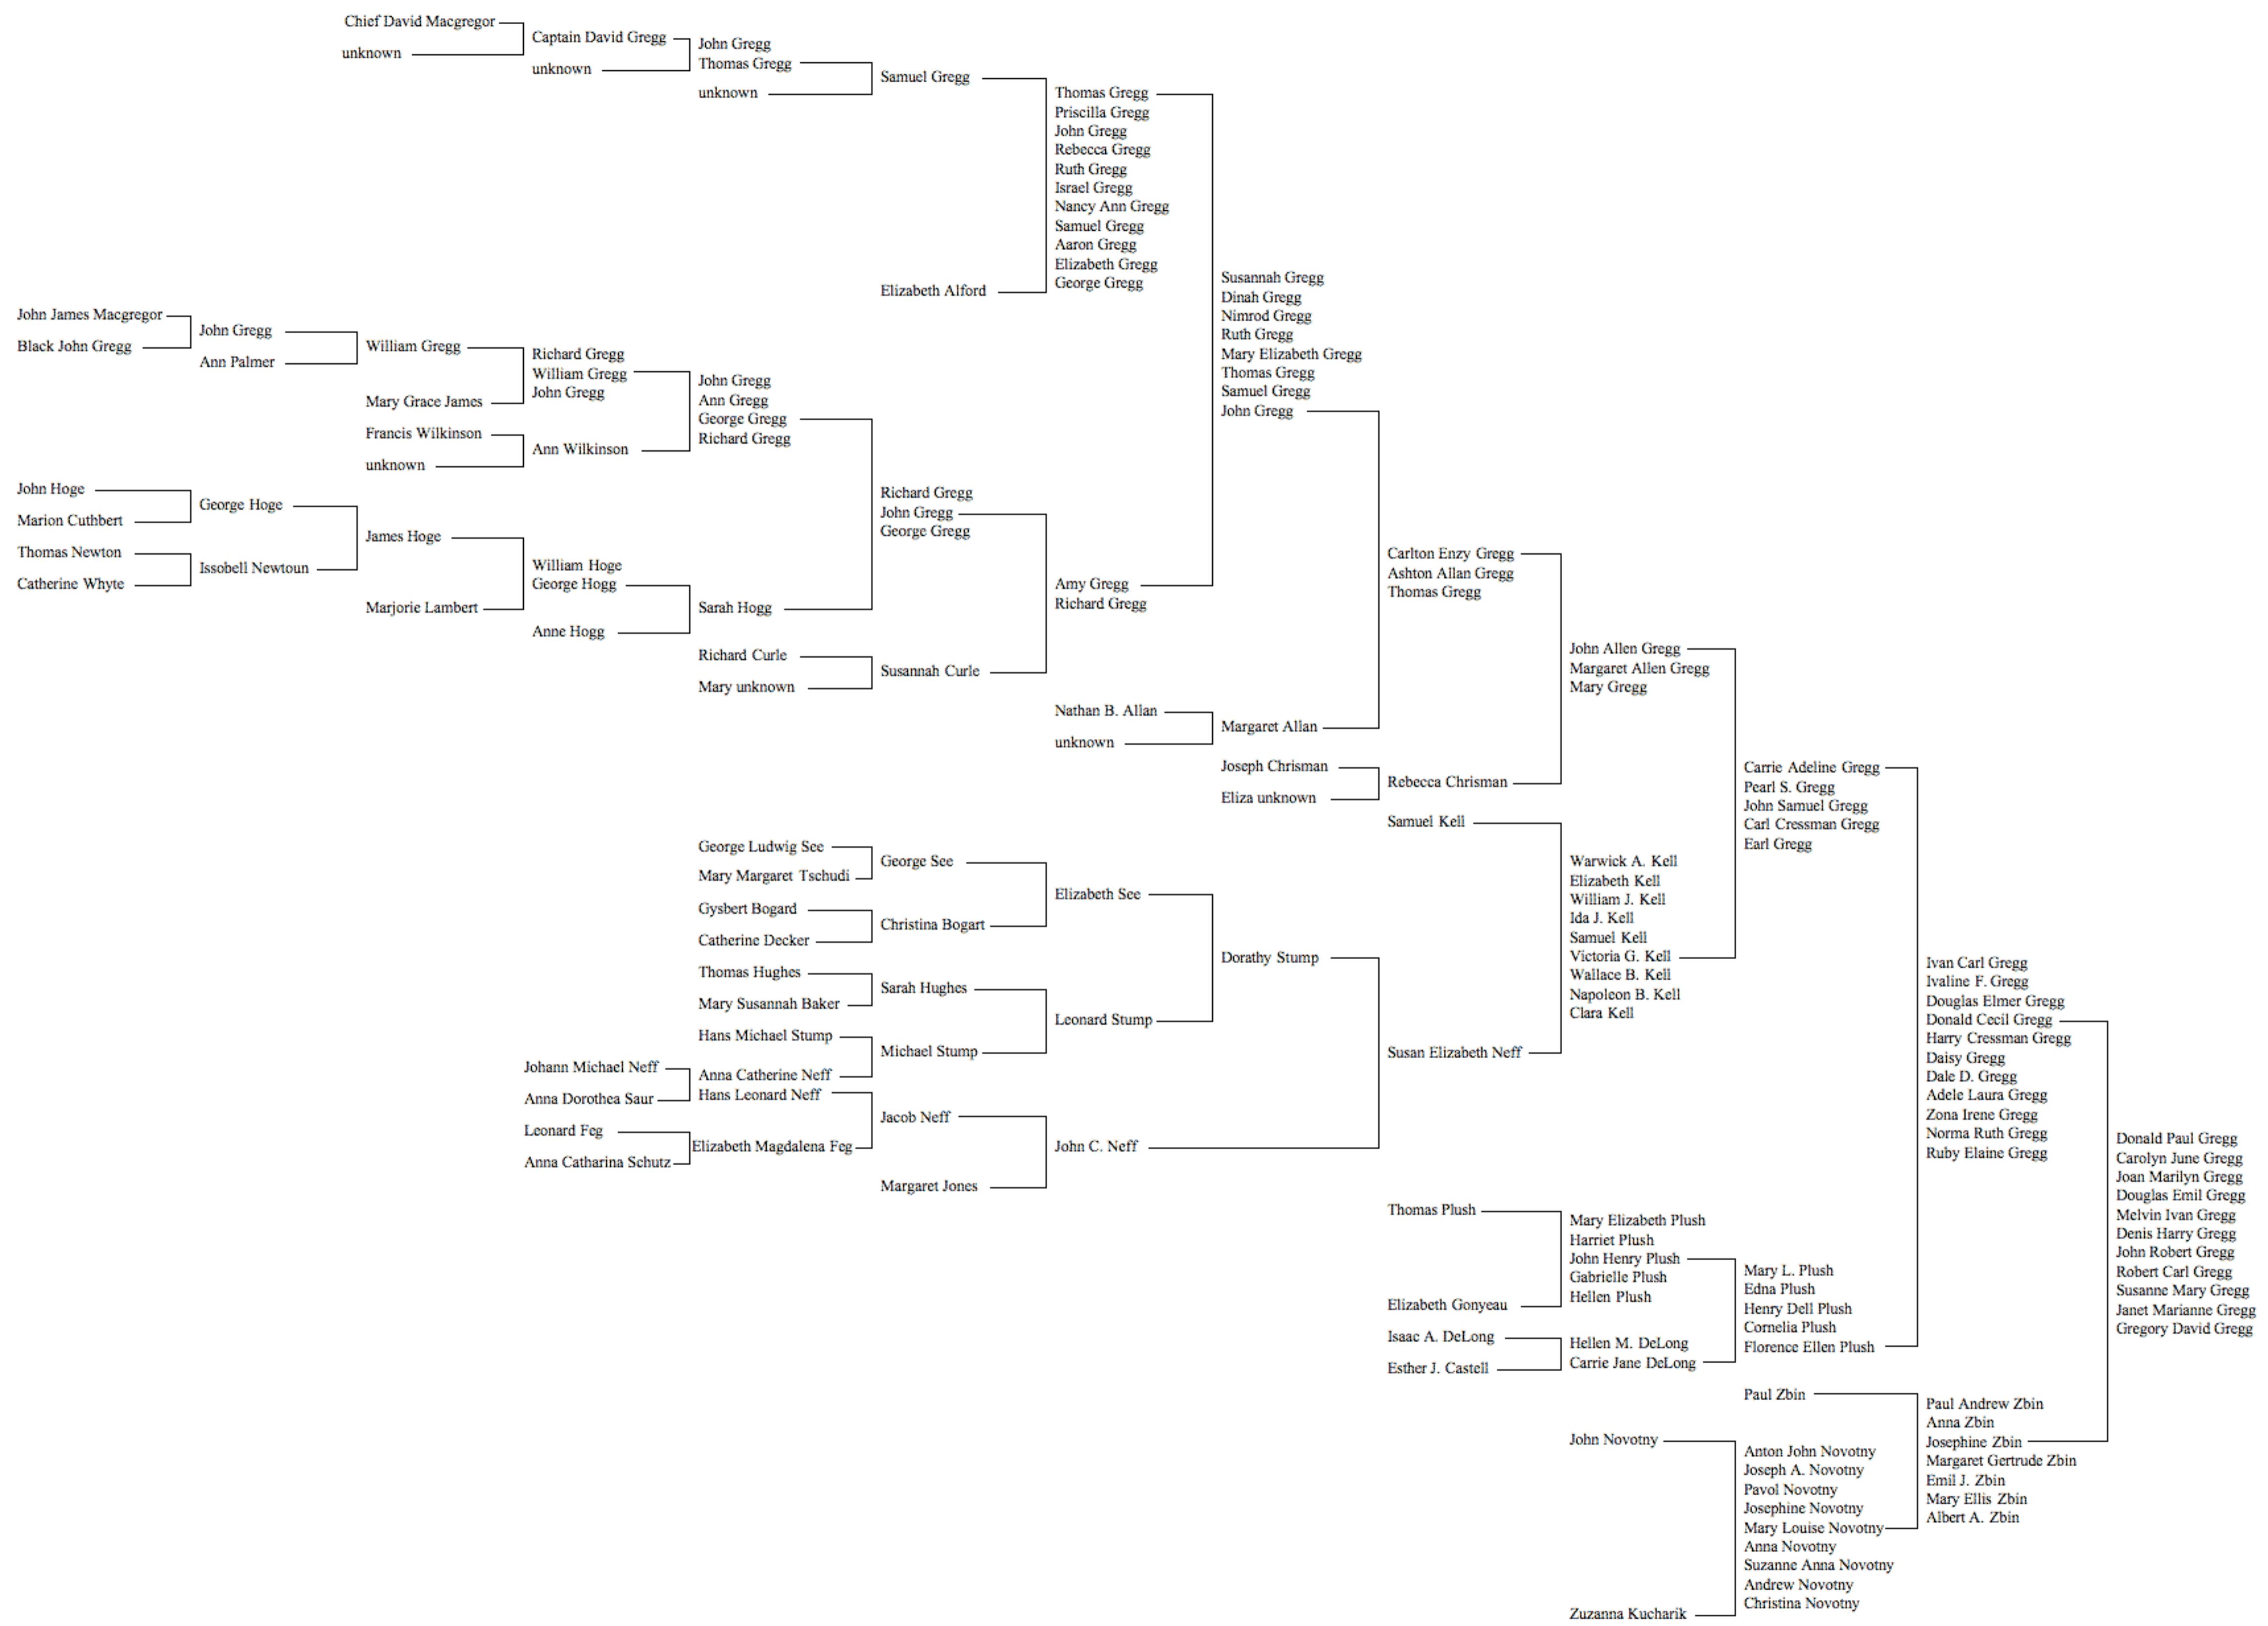 Chief David Macgregor
unknown
Captain David Gregg
unknown
John Gregg
Thomas Gregg
unknown
Samuel Gregg
Elizabeth Alford
Thomas Gregg
Priscilla Gregg
John Gregg
Rebecca Gregg
Ruth Gregg
Israel Gregg
Nancy Ann Gregg
Samuel Gregg
Aaron Gregg
Elizabeth Gregg
George Gregg
John James Macgregor
Black John Gregg
John Gregg
Ann Palmer
William Gregg
Mary Grace James
Francis Wilkinson
unknown
Richard Gregg
William Gregg
John Gregg
Ann Wilkinson
John Gregg
Ann Gregg
George Gregg
Richard Gregg
John Hoge
Marion Cuthbert
Thomas Newton
Catherine Whyte
George Hoge
Issobell Newtoun
James Hoge
Marjorie Lambert
William Hoge
George Hogg
Anne Hogg
Sarah Hogg
Richard Curle
Mary unknown
Richard Gregg
John Gregg
George Gregg
Susannah Curle
Amy Gregg
Richard Gregg
Susannah Gregg
Dinah Gregg
Nimrod Gregg
Ruth Gregg
Mary Elizabeth Gregg
Thomas Gregg
Samuel Gregg
John Gregg
Nathan B. Allan
unknown
Margaret Allan
Joseph Chrisman
Eliza unknown
Carlton Enzy Gregg
Ashton Allan Gregg
Thomas Gregg
Rebecca Chrisman
Samuel Kell
John Allen Gregg
Margaret Allen Gregg
Mary Gregg
George Ludwig See
Mary Margaret Tschudi
Gysbert Bogard
Catherine Decker
Thomas Hughes
Mary Susannah Baker
Hans Michael Stump
Anna Catherine Neff
Hans Leonard Neff
Johann Michael Neff
Anna Dorothea Saur
Leonard Feg
Anna Catharina Schutz
Elizabeth Magdalena Feg
George See
Christina Bogart
Sarah Hughes
Michael Stump
Jacob Neff
Margaret Jones
Elizabeth See
Leonard Stump
John C. Neff
Dorathy Stump
Susan Elizabeth Neff
Warwick A. Kell
Elizabeth Kell
William J. Kell
Ida J. Kell
Samuel Kell
Victoria G. Kell
Wallace B. Kell
Napoleon B. Kell
Clara Kell
Carrie Adeline Gregg
Pearl S. Gregg
John Samuel Gregg
Carl Cressman Gregg
Earl Gregg
Thomas Plush
Elizabeth Gonyeau
Isaac A. DeLong
Esther J. Castell
Mary Elizabeth Plush
Harriet Plush
John Henry Plush
Gabrielle Plush
Hellen Plush
Hellen M. DeLong
Carrie Jane DeLong
Mary L. Plush
Edna Plush
Henry Dell Plush
Cornelia Plush
Florence Ellen Plush
Ivan Carl Gregg
Ivaline F. Gregg
Douglas Elmer Gregg
Donald Cecil Gregg
Harry Cressman Gregg
Daisy Gregg
Dale D. Gregg
Adele Laura Gregg
Zona Irene Gregg
Norma Ruth Gregg
Ruby Elaine Gregg
Paul Zbin
John Novotny
Zuzanna Kucharik
Anton John Novotny
Joseph A. Novotny
Pavol Novotny
Josephine Novotny
Mary Louise Novotny
Anna Novotny
Suzanne Anna Novotny
Andrew Novotny
Christina Novotny
Paul Andrew Zbin
Anna Zbin
Josephine Zbin
Margaret Gertrude Zbin
Emil J. Zbin
Mary Ellis Zbin
Albert A. Zbin
Donald Paul Gregg
Carolyn June Gregg
Joan Marilyn Gregg
Douglas Emil Gregg
Melvin Ivan Gregg
Denis Harry Gregg
John Robert Gregg
Robert Carl Gregg
Susanne Mary Gregg
Janet Marianne Gregg
Gregory David Gregg